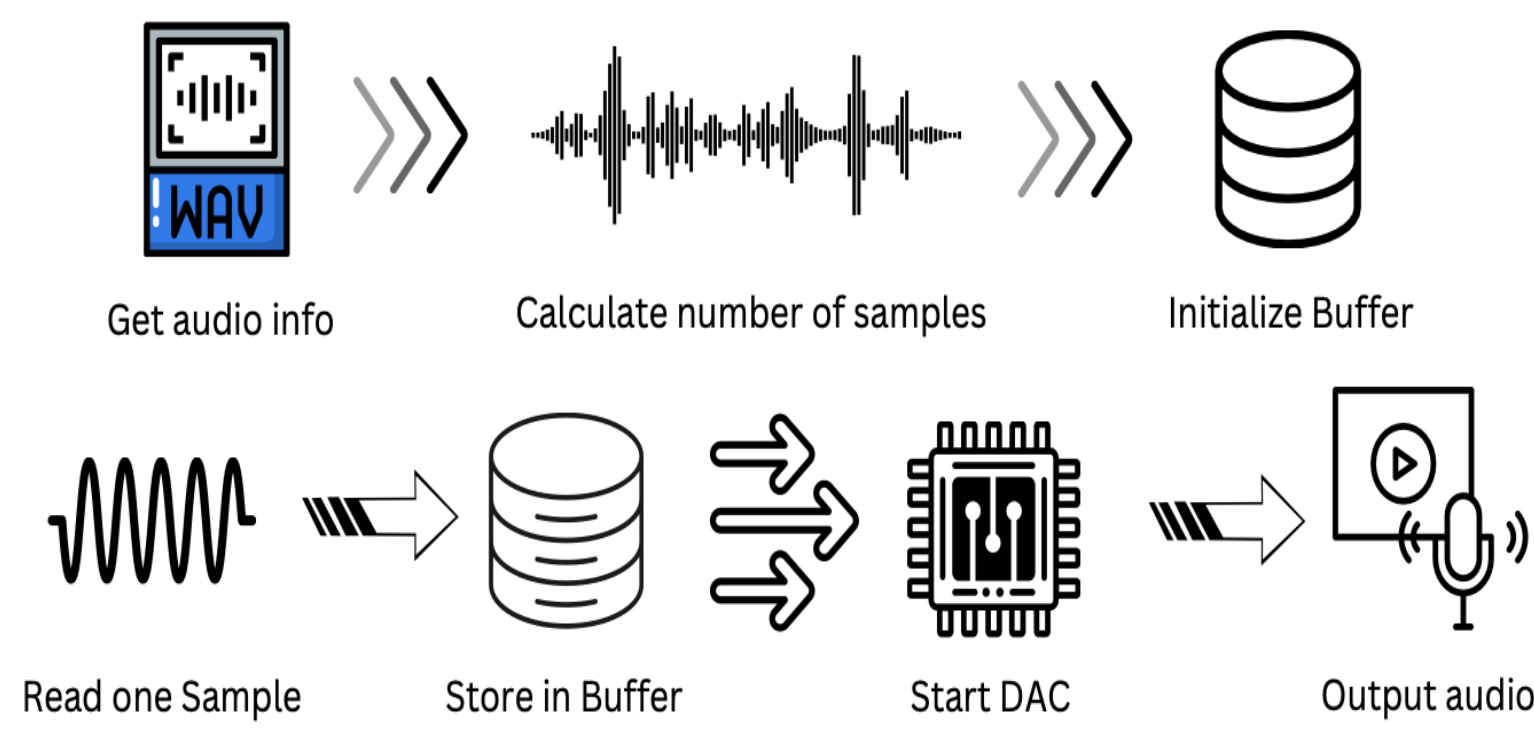 WAV
Get audio info
Calculate number of samples
Initialize Buffer
Read one Sample
Store in Buffer
Start DAC
Output audio